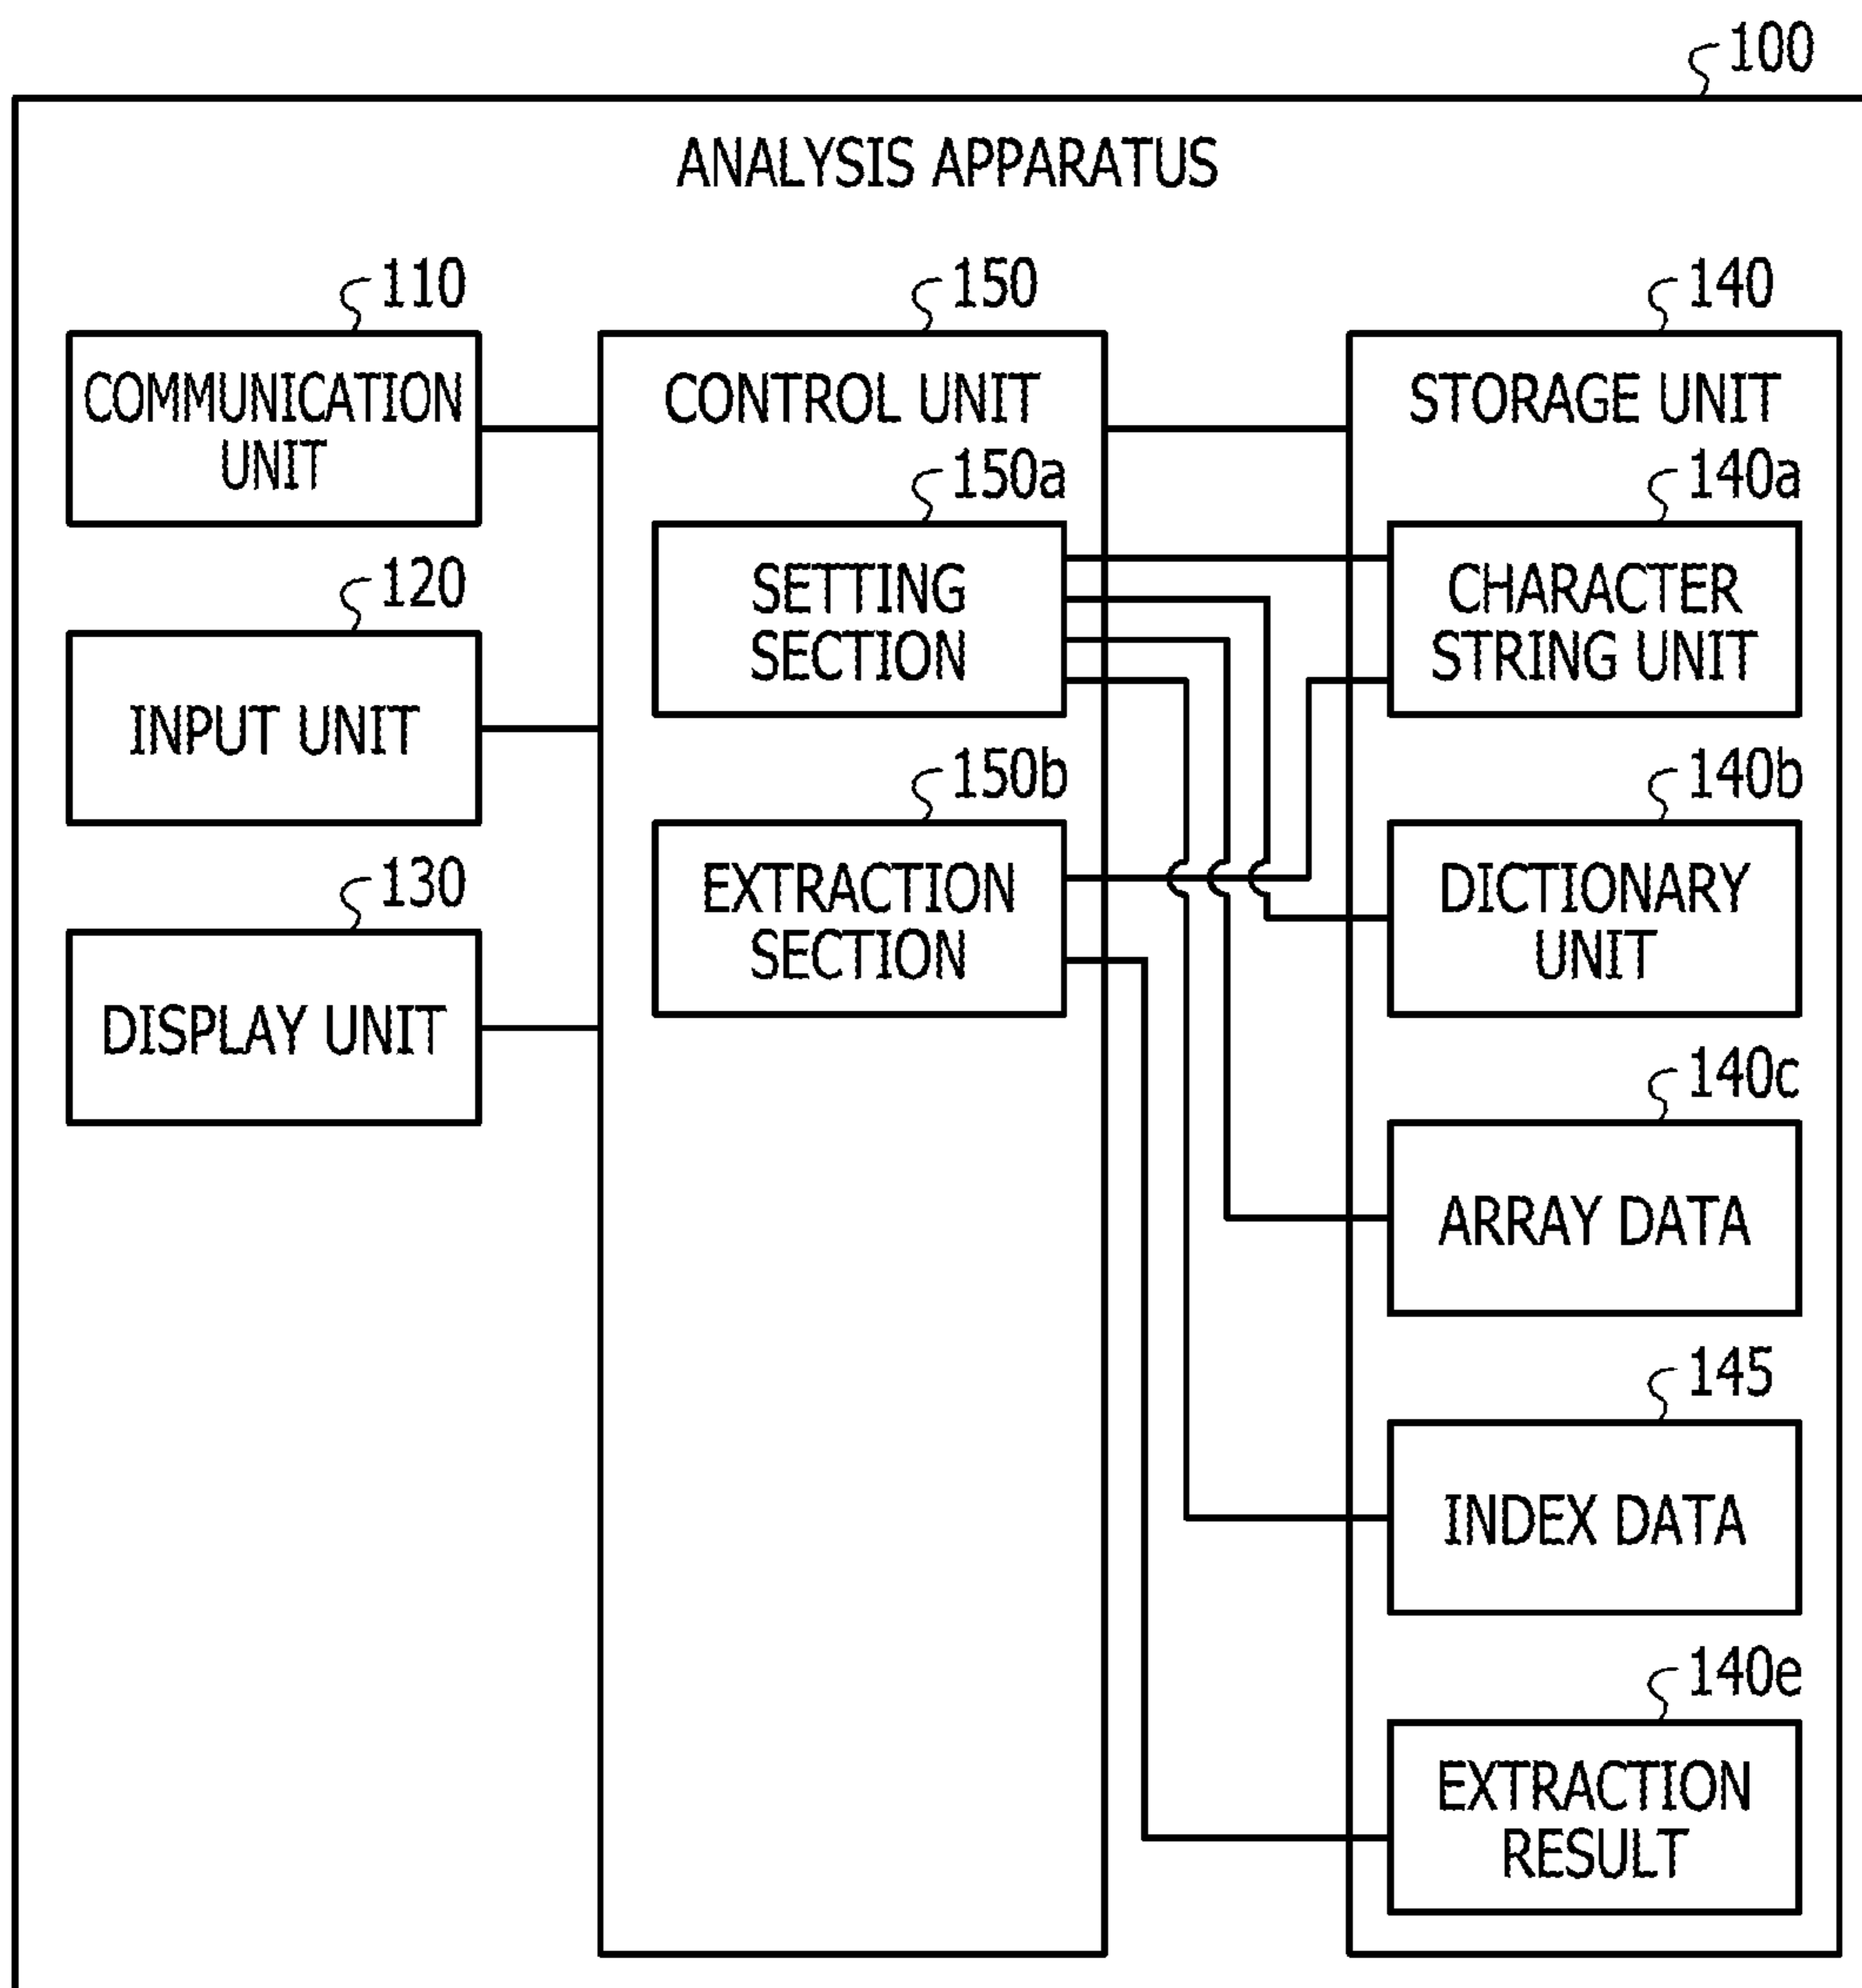 100
ANALYSIS APPARATUS
110
COMMUNICATION
UNIT
120
INPUT UNIT
130
DISPLAY UNIT
150
CONTROL UNIT
150a
SETTING
SECTION
150b
EXTRACTION
SECTION
140
STORAGE UNIT
140a
CHARACTER
STRING UNIT
140b
DICTIONARY
UNIT
140c
ARRAY DATA
145
INDEX DATA
140e
EXTRACTION
RESULT